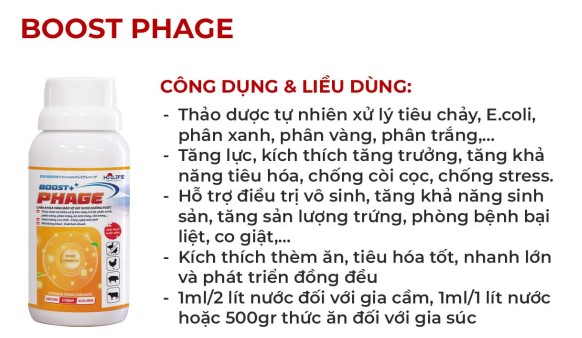 BOOST PHAGE
CÔNG DỤNG & LIỀU DÙNG:
- Thảo dược tự nhiên xử lý tiêu chảy, E.coli,
phân xanh, phân vàng, phân trắng,...
- Tăng lực, kích thích tăng trưởng, tăng khả
năng tiêu hóa, chống còi cọc, chống stress.
- Hỗ trợ điều trị vô sinh, tăng khả năng sinh
sản, tăng sản lượng trứng, phòng bệnh bại
liệt, co giật,...
- Kích thích thèm ăn, tiêu hóa tốt, nhanh lớn
và phát triển đồng đều
- 1ml/2 lít nước đối với gia cầm, 1ml/1 lít nước
hoặc 500gr thức ăn đối với gia súc
BOOST+
PHAGE